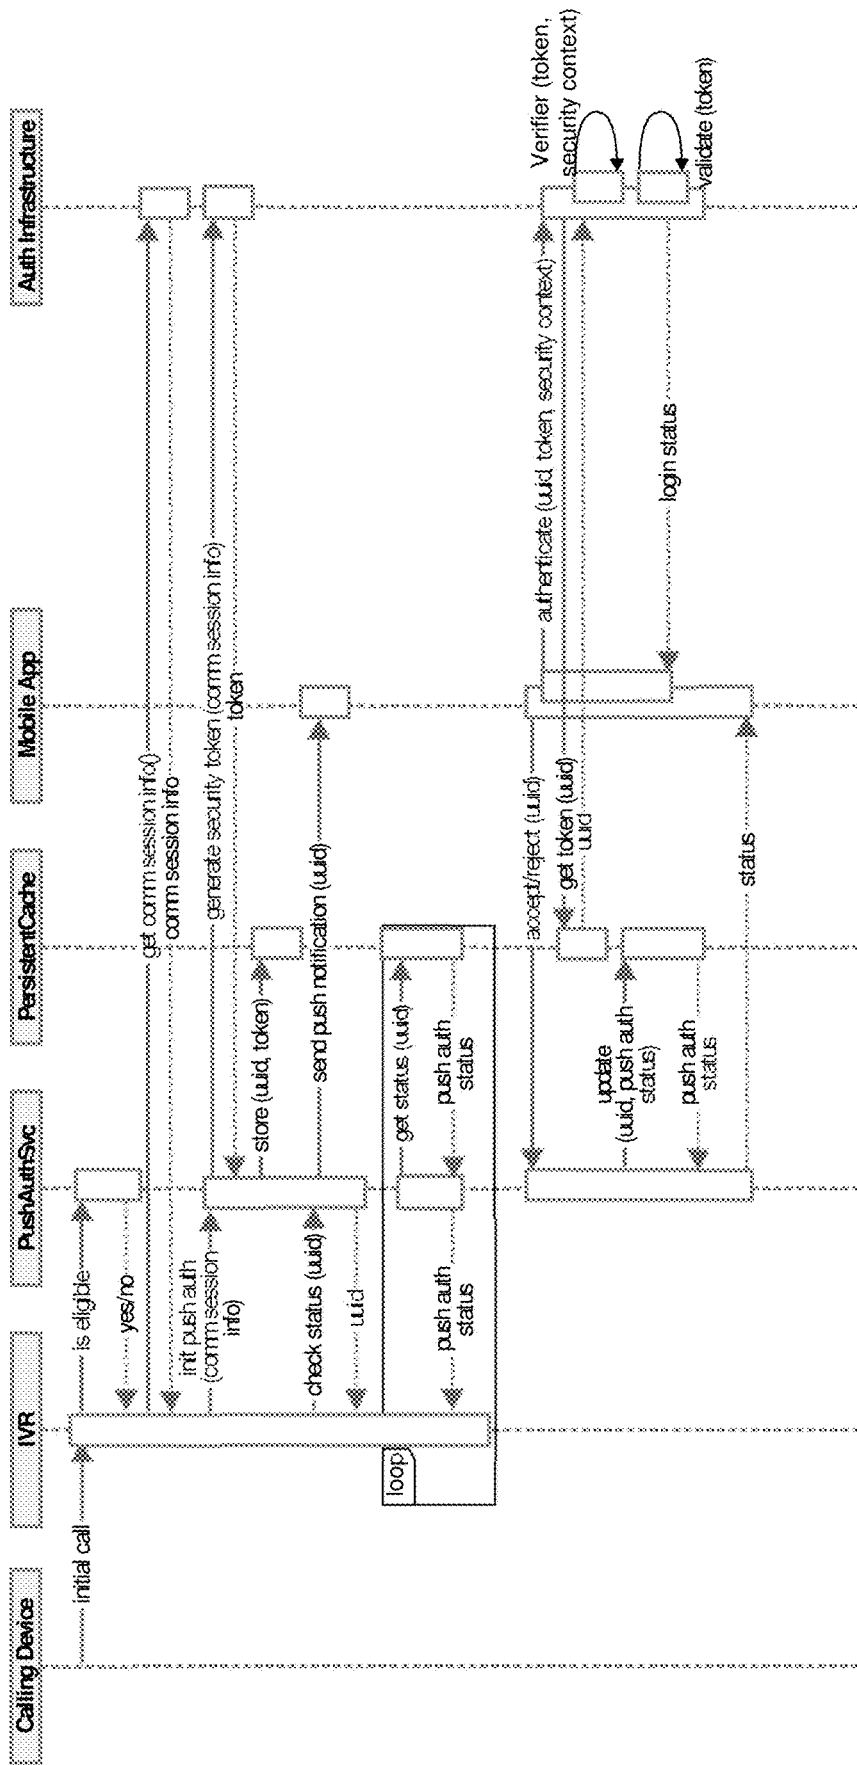 Calling Device
IVR
PushAuthSvc
PersistentCache
Mobile App
Auth Infrastructure
initial call
is eligible
yes/no
get comm session info()
comm session info
init push auth
(comm session
info)
generate security token (comm session info)
token
store (uuid, token)
send push notification (uuid)
check status (uuid)
uuid
loop
get status (uuid)
push auth
status
push auth
status
accept/reject (uuid)
authenticate (uuid, token, security context)
get token (uuid)
uuid
Verifier (token,
security context)
update
(uuid, push auth
status)
login status
validate (token)
push auth
status
status